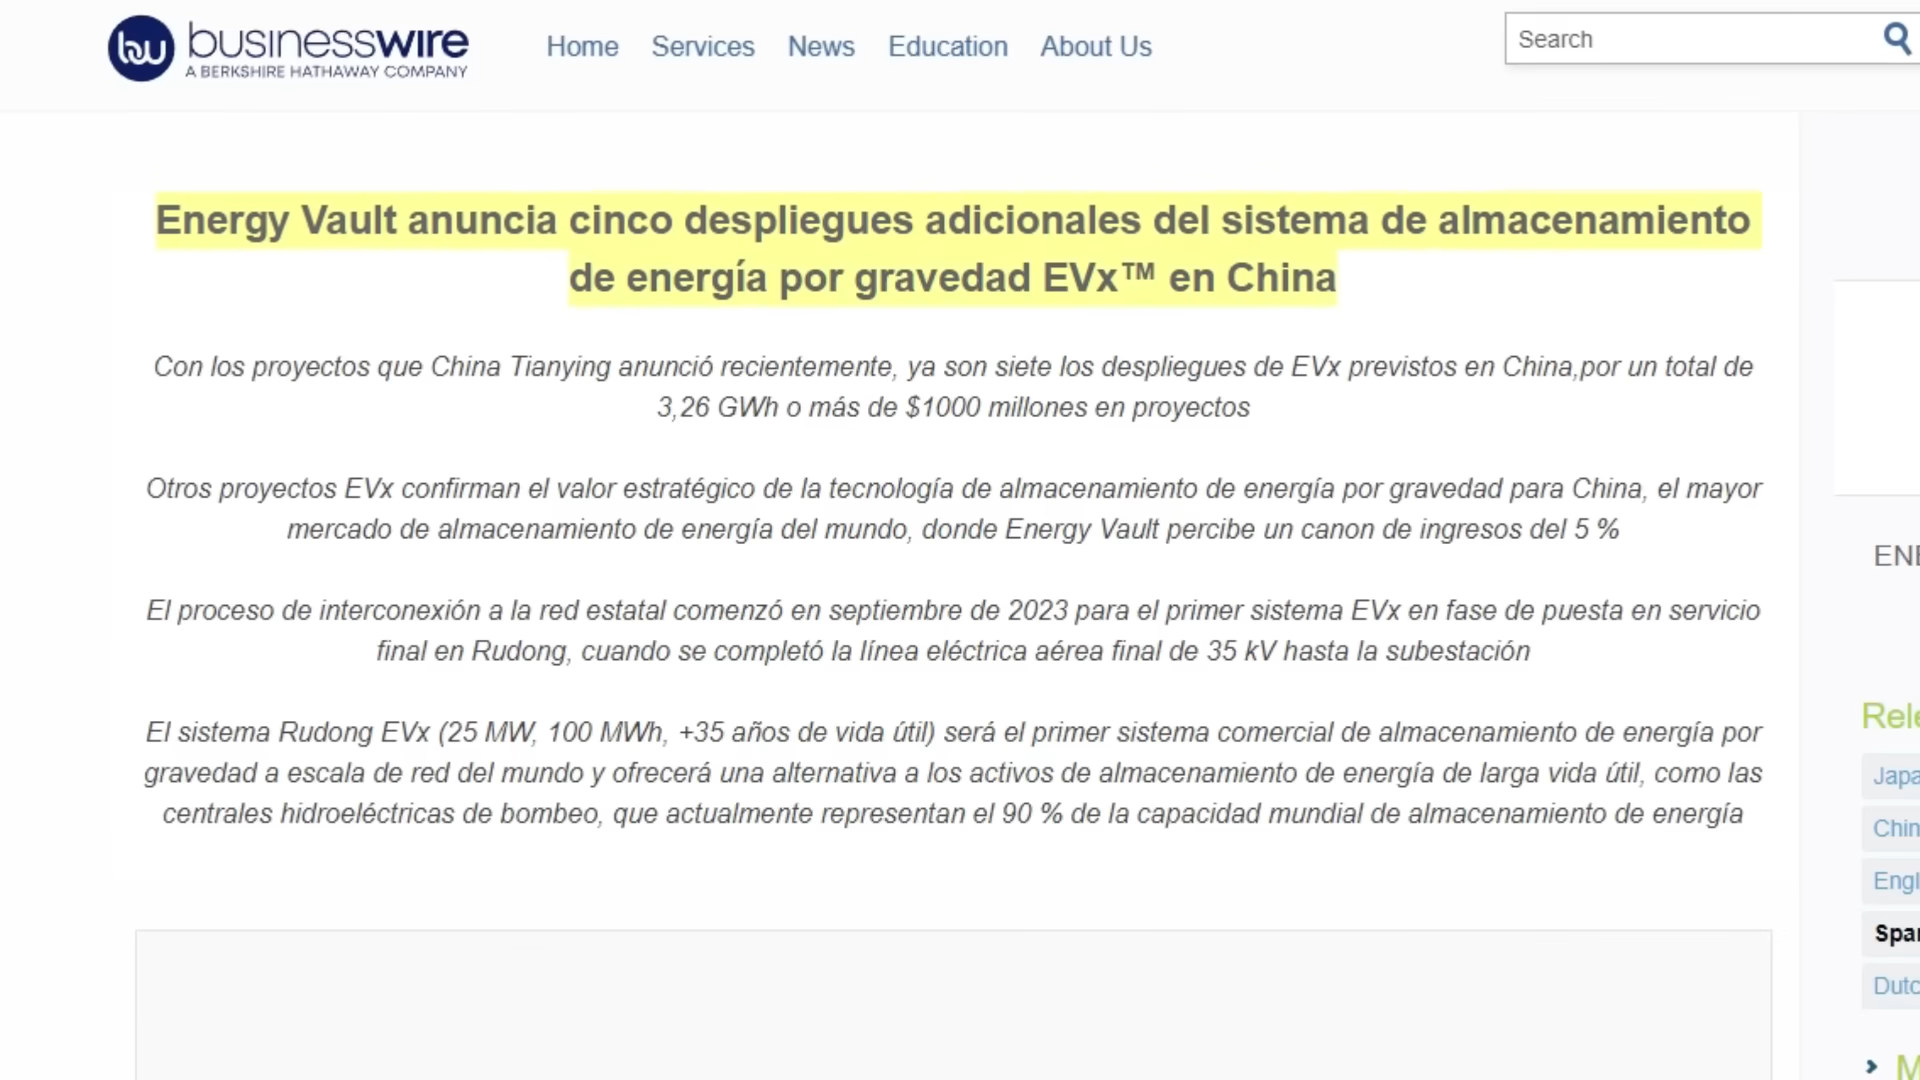 businesswire
A BERKSHIRE HATHAWAY COMPANY
Home Services News Education About Us
Search
Energy Vault anuncia cinco despliegues adicionales del sistema de almacenamiento
de energía por gravedad EVx™ en China
Con los proyectos que China Tianying anunció recientemente, ya son siete los despliegues de EVx previstos en China,por un total de
3,26 GWh o más de $1000 millones en proyectos
Otros proyectos EVx confirman el valor estratégico de la tecnología de almacenamiento de energía por gravedad para China, el mayor
mercado de almacenamiento de energía del mundo, donde Energy Vault percibe un canon de ingresos del 5 %
El proceso de interconexión a la red estatal comenzó en septiembre de 2023 para el primer sistema EVx en fase de puesta en servicio
final en Rudong, cuando se completó la línea eléctrica aérea final de 35 kV hasta la subestación
El sistema Rudong EVx (25 MW, 100 MWh, +35 años de vida útil) será el primer sistema comercial de almacenamiento de energía por
gravedad a escala de red del mundo y ofrecerá una alternativa a los activos de almacenamiento de energía de larga vida útil, como las
centrales hidroeléctricas de bombeo, que actualmente representan el 90 % de la capacidad mundial de almacenamiento de energía